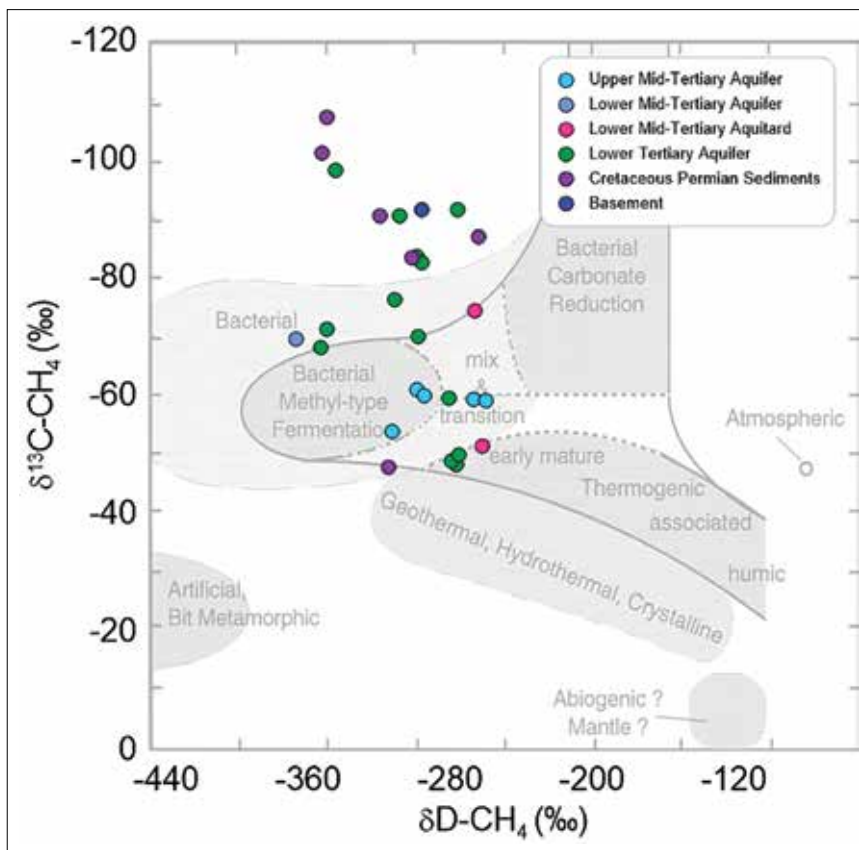 -120
-100
-80
-60
-40
-20
0
δ¹³C-CH₄ (‰)
Upper Mid-Tertiary Aquifer
Lower Mid-Tertiary Aquifer
Lower Mid-Tertiary Aquitard
Lower Tertiary Aquifer
Cretaceous Permian Sediments
Basement
Bacterial
Carbonate
Reduction
Bacterial
Bacterial
Methyl-type
Fermentatio
mix
&
transition
early mature
Atmospheric
Thermogenic
associated
humic
Geothermal, Hydrothermal, Crystalline
Artificial,
Bit Metamorphic
Abiogenic ?
Mantle ?
-440
-360
-280
-200
-120
δD-CH₄ (‰)